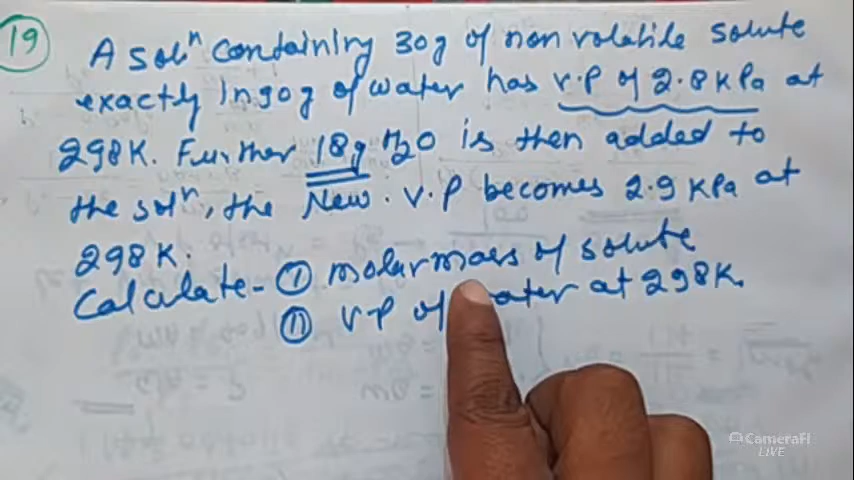 19
A solⁿ containing 30g of non volatile solute
exactly in 90g of water has v.p of 2.8 KPa at
298K. Further 18g H₂O is then added to
the solⁿ, the New. v.p becomes 2.9 KPa at
298K.
Calculate- ① molar mass of solute
② v.p of water at 298K.
CameraFI
LIVE